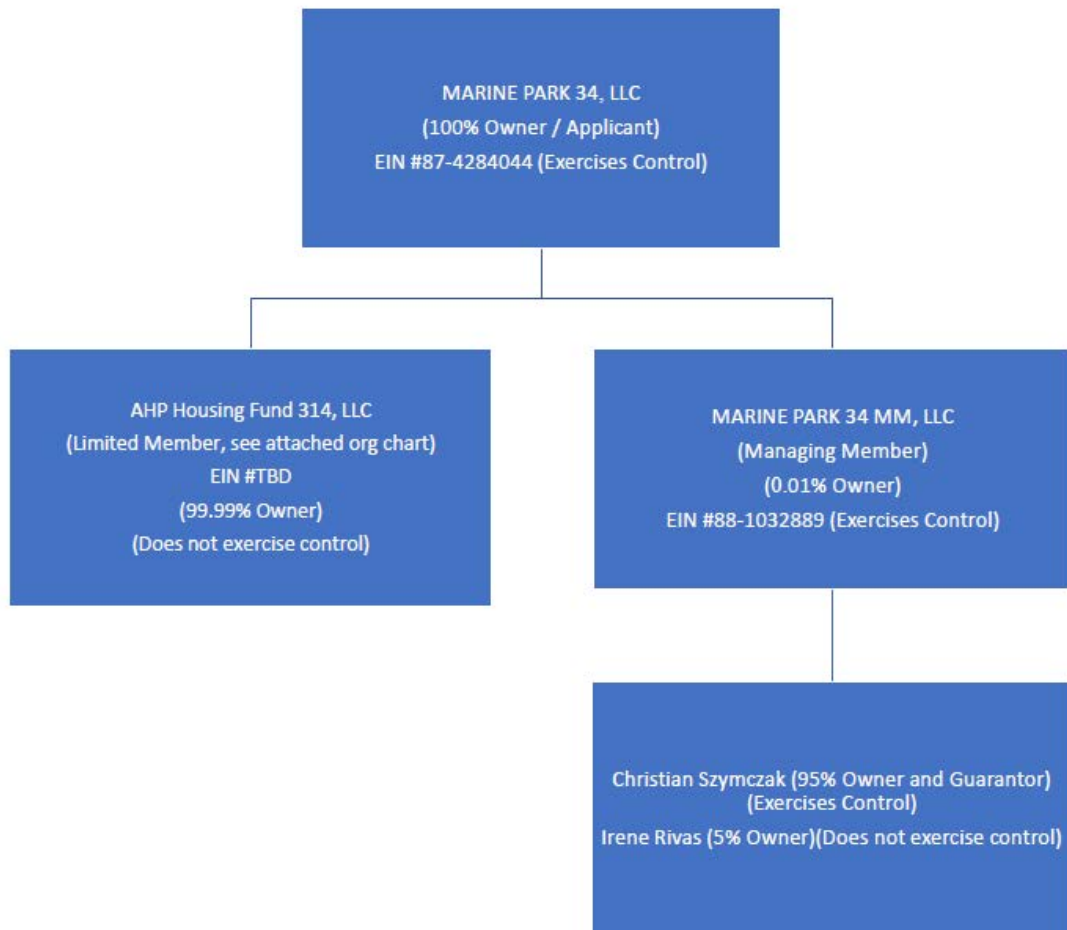 MARINE PARK 34, LLC
(100% Owner / Applicant)
EIN #87-4284044 (Exercises Control)
AHP Housing Fund 314, LLC
(Limited Member, see attached org chart)
EIN #TBD
(99.99% Owner)
(Does not exercise control)
MARINE PARK 34 MM, LLC
(Managing Member)
(0.01% Owner)
EIN #88-1032889 (Exercises Control)
Christian Szymczak (95% Owner and Guarantor)
(Exercises Control)
Irene Rivas (5% Owner)(Does not exercise control)